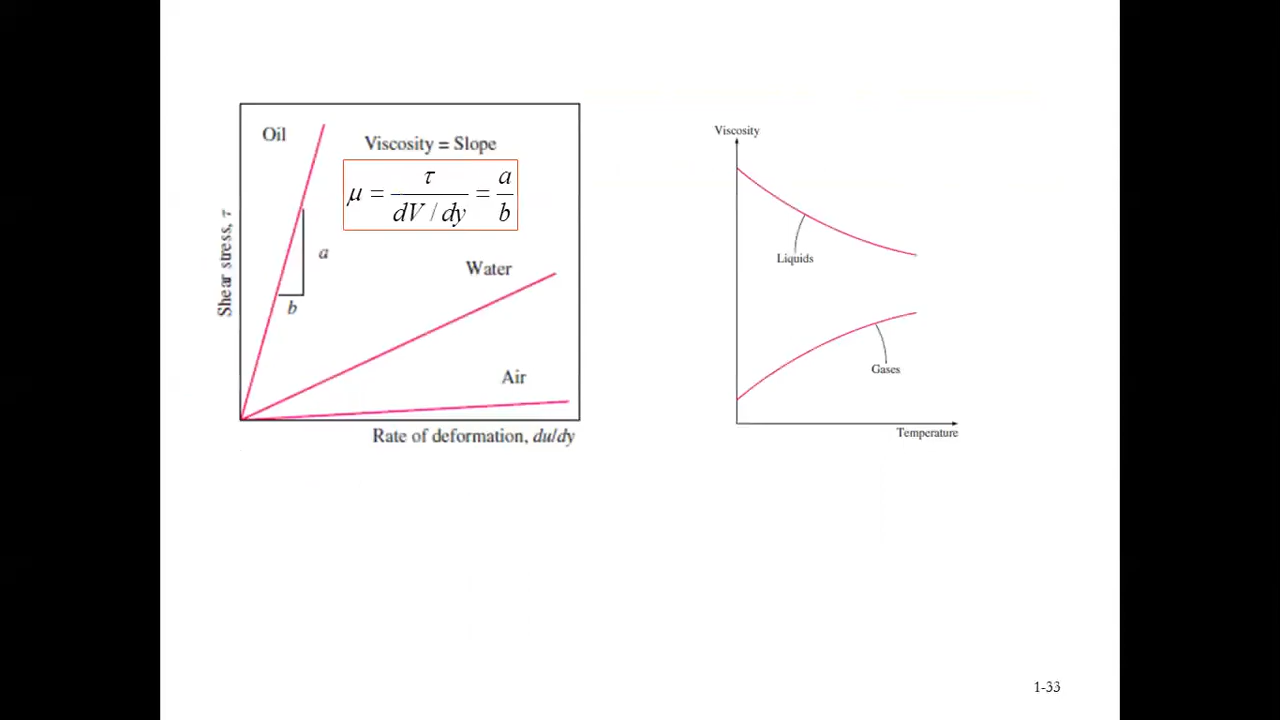 Oil
Viscosity = Slope
μ = τ / (dV / dy) = a / b
Shear stress, τ
a
b
Water
Air
Rate of deformation, du/dy
Viscosity
Liquids
Gases
Temperature
1-33